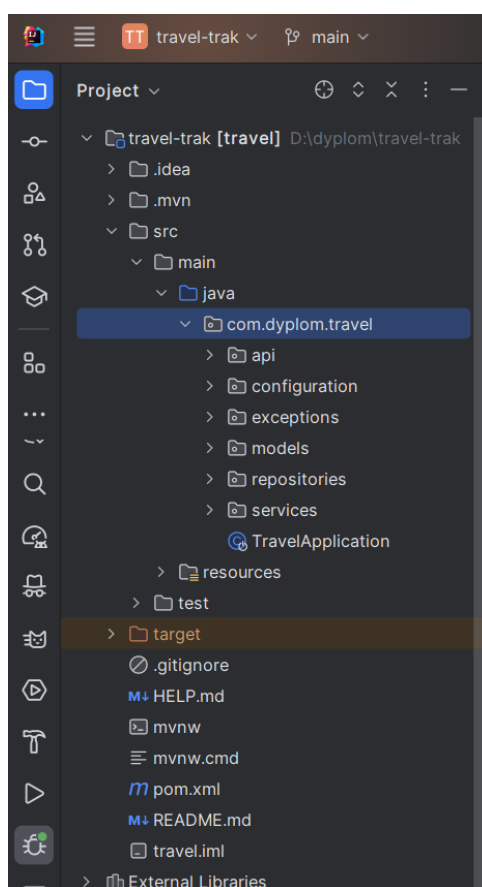 TT travel-trak main
Project
travel-trak [travel] D:\dyplom\travel-trak
.idea
.mvn
src
main
java
com.dyplom.travel
api
configuration
exceptions
models
repositories
services
TravelApplication
resources
test
target
.gitignore
M↓ HELP.md
mvnw
mvnw.cmd
m pom.xml
M↓ README.md
travel.iml
External Libraries